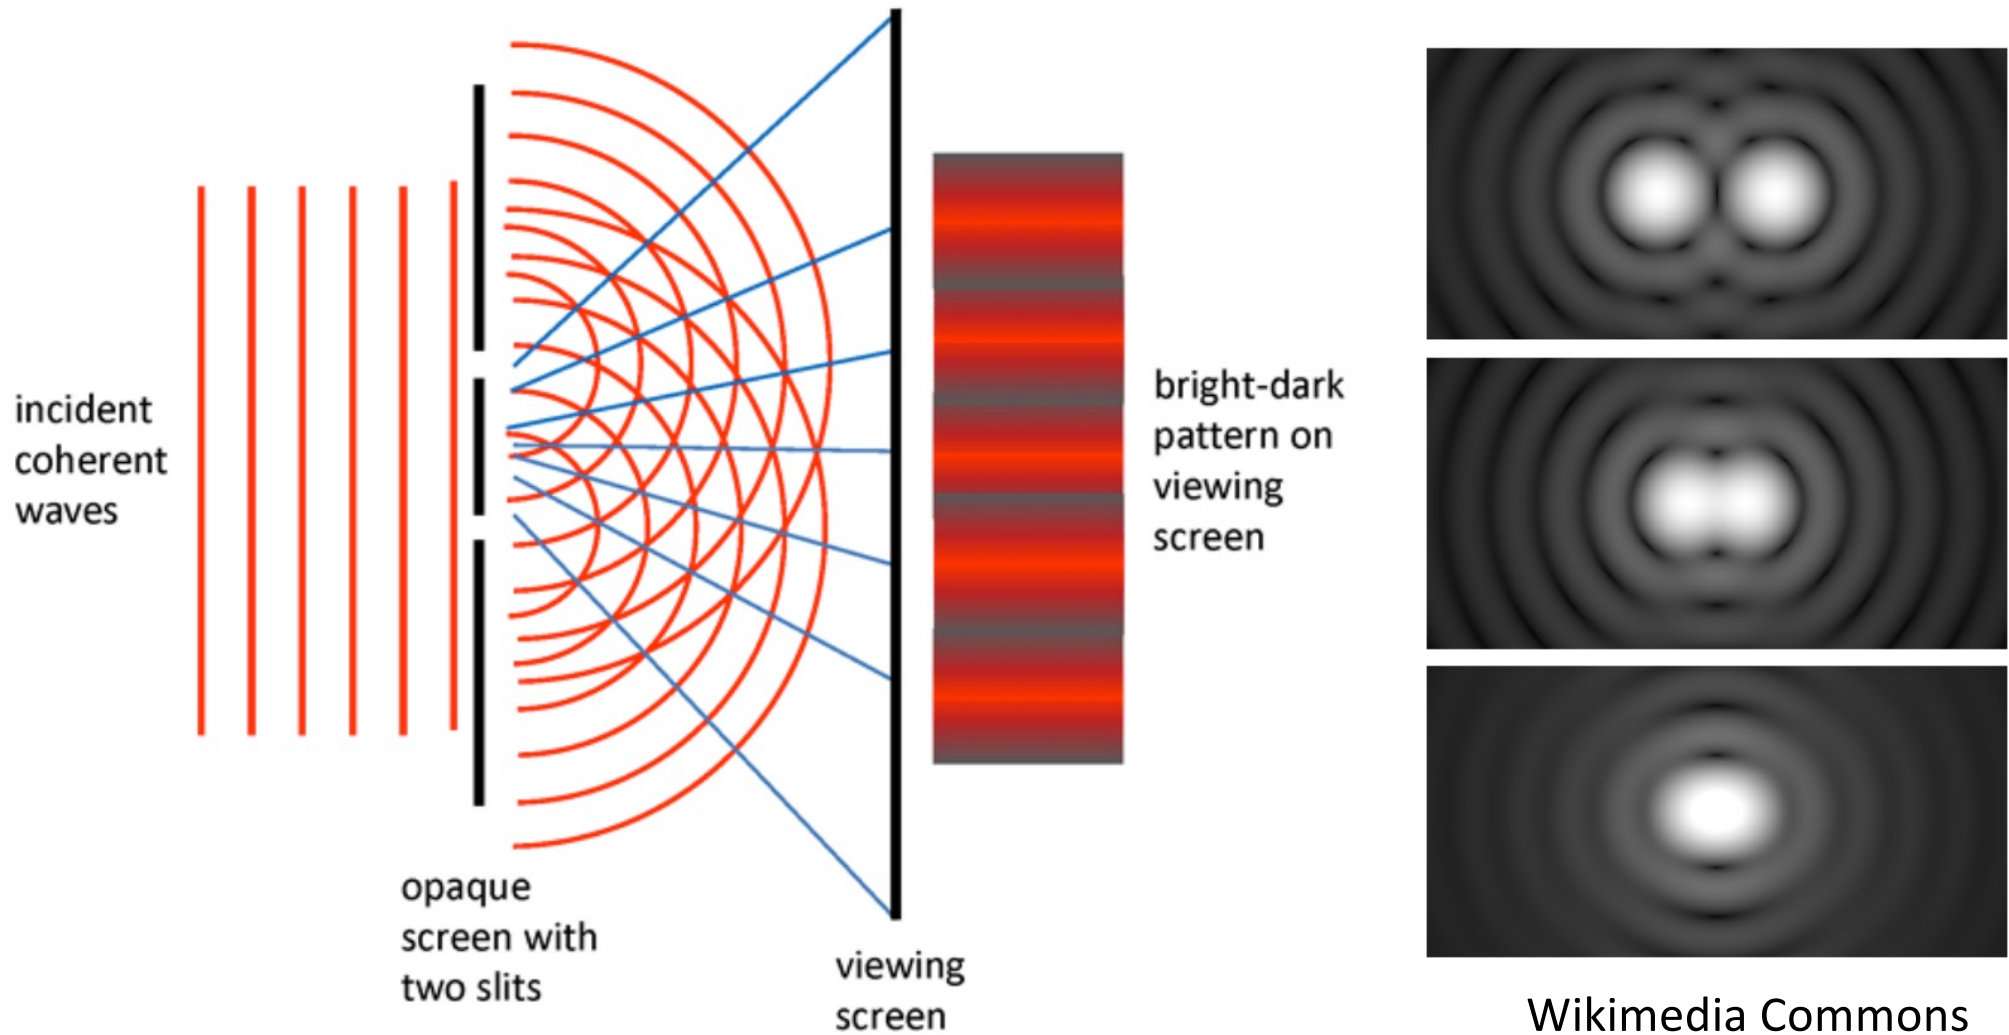 incident
coherent
waves
opaque
screen with
two slits
viewing
screen
bright-dark
pattern on
viewing
screen
Wikimedia Commons